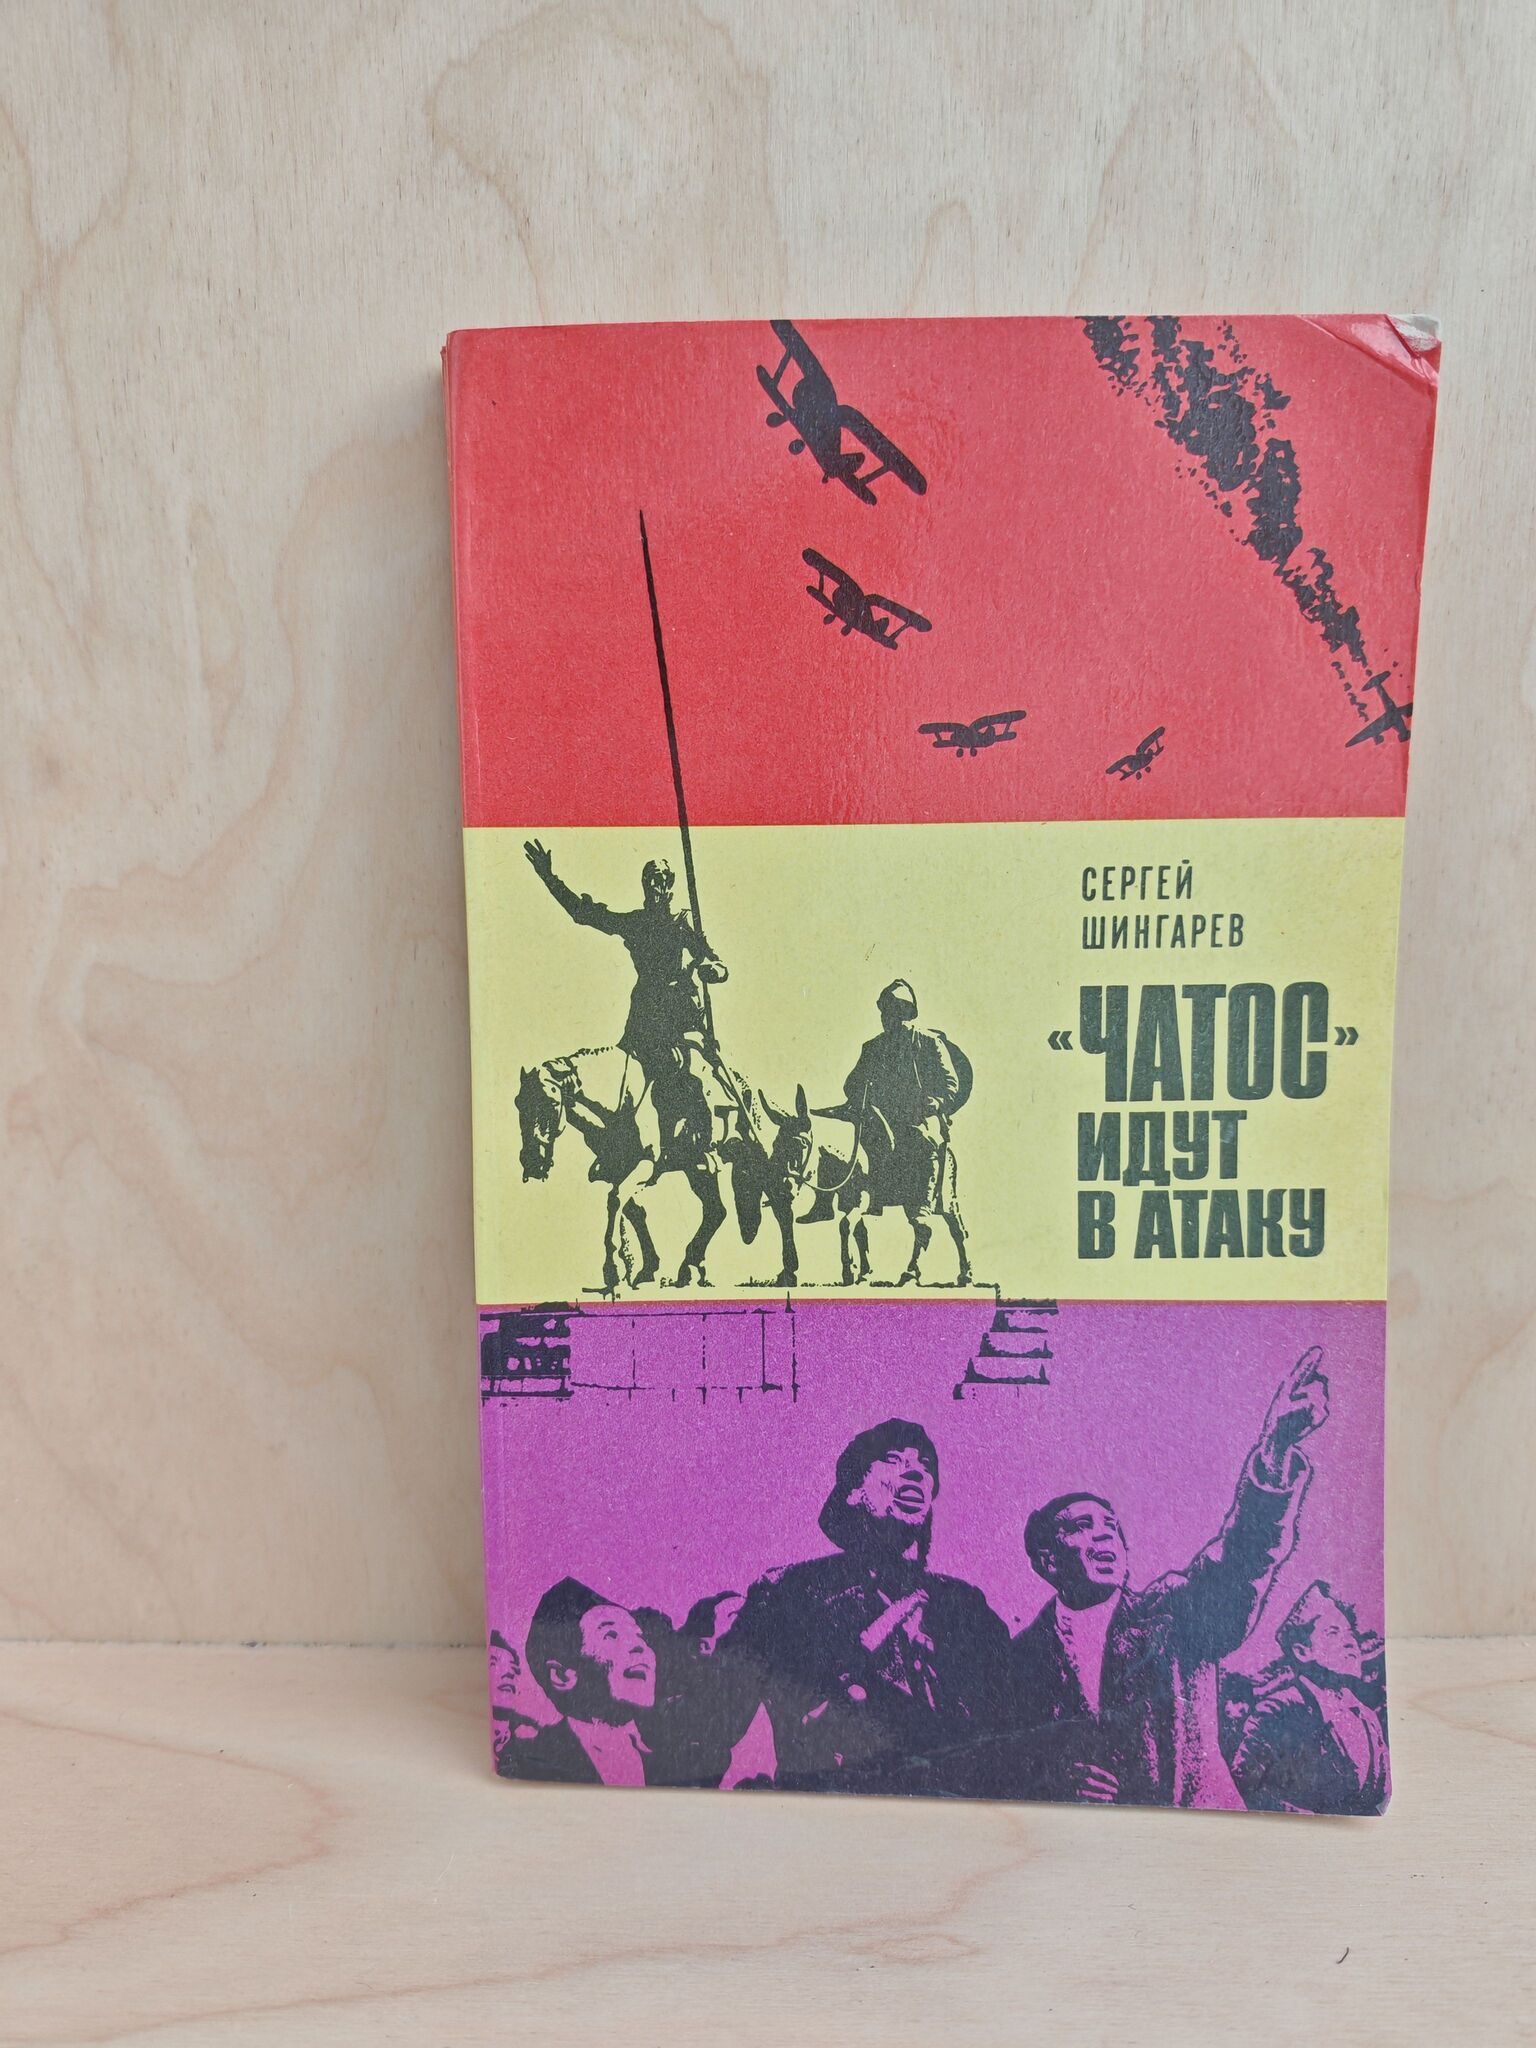 СЕРГЕЙ
ШИНГАРЕВ
«ЧАТОС»
ИДУТ
В АТАКУ